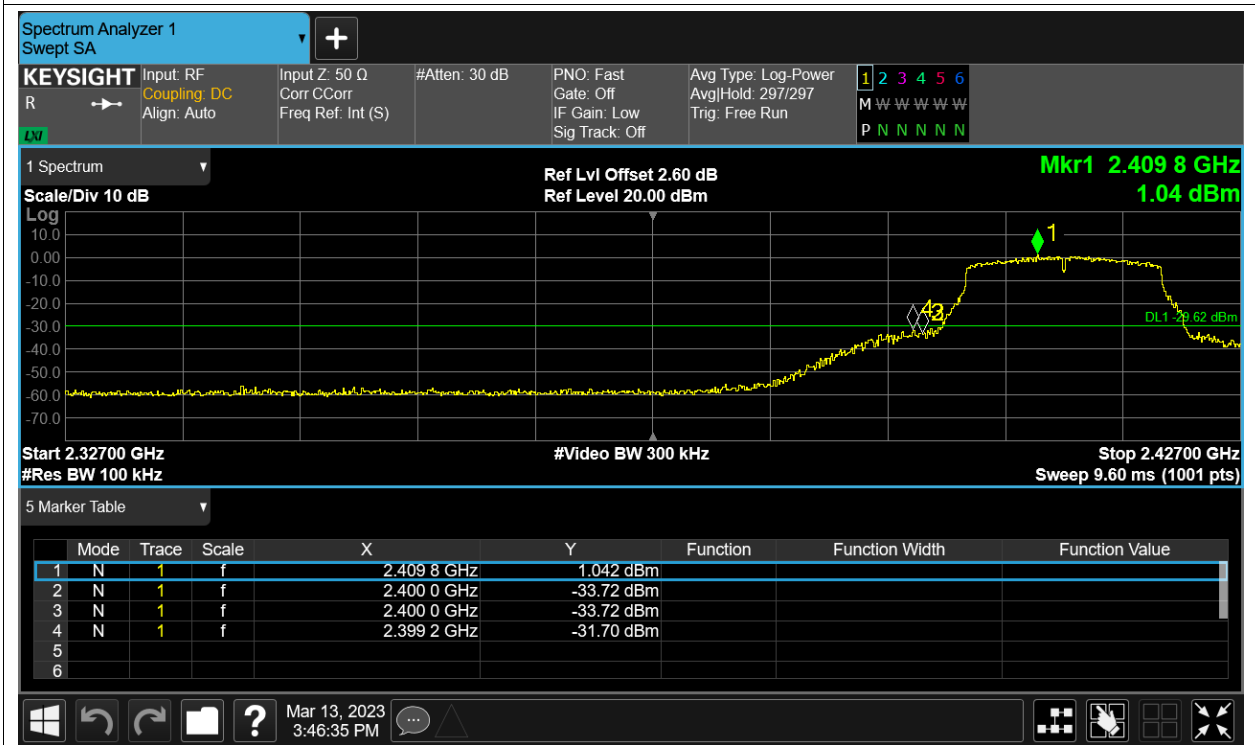 Spectrum Analyzer 1
Swept SA
KEYSIGHT
R
LXI
Input: RF
Coupling: DC
Align: Auto
Input Z: 50 Ω
Corr CCorr
Freq Ref: Int (S)
#Atten: 30 dB
PNO: Fast
Gate: Off
IF Gain: Low
Sig Track: Off
Avg Type: Log-Power
Avg|Hold: 297/297
Trig: Free Run
1 2 3 4 5 6
M W W W W W
P N N N N N
1 Spectrum
Scale/Div 10 dB
Ref Lvl Offset 2.60 dB
Ref Level 20.00 dBm
Mkr1 2.409 8 GHz
1.04 dBm
Log
10.0
0.00
-10.0
-20.0
-30.0
-40.0
-50.0
-60.0
-70.0
1
DL1 -29.62 dBm
Start 2.32700 GHz
#Res BW 100 kHz
#Video BW 300 kHz
Stop 2.42700 GHz
Sweep 9.60 ms (1001 pts)
5 Marker Table
Mode Trace Scale X Y Function Function Width Function Value
1 N 1 f 2.409 8 GHz 1.042 dBm
2 N 1 f 2.400 0 GHz -33.72 dBm
3 N 1 f 2.400 0 GHz -33.72 dBm
4 N 1 f 2.399 2 GHz -31.70 dBm
5
6
?
Mar 13, 2023
3:46:35 PM